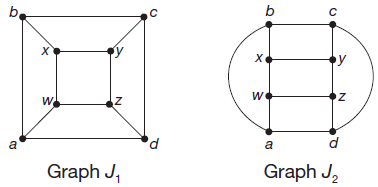 b c b c
x y x y
w z w z
a d a d
Graph J₁ Graph J₂